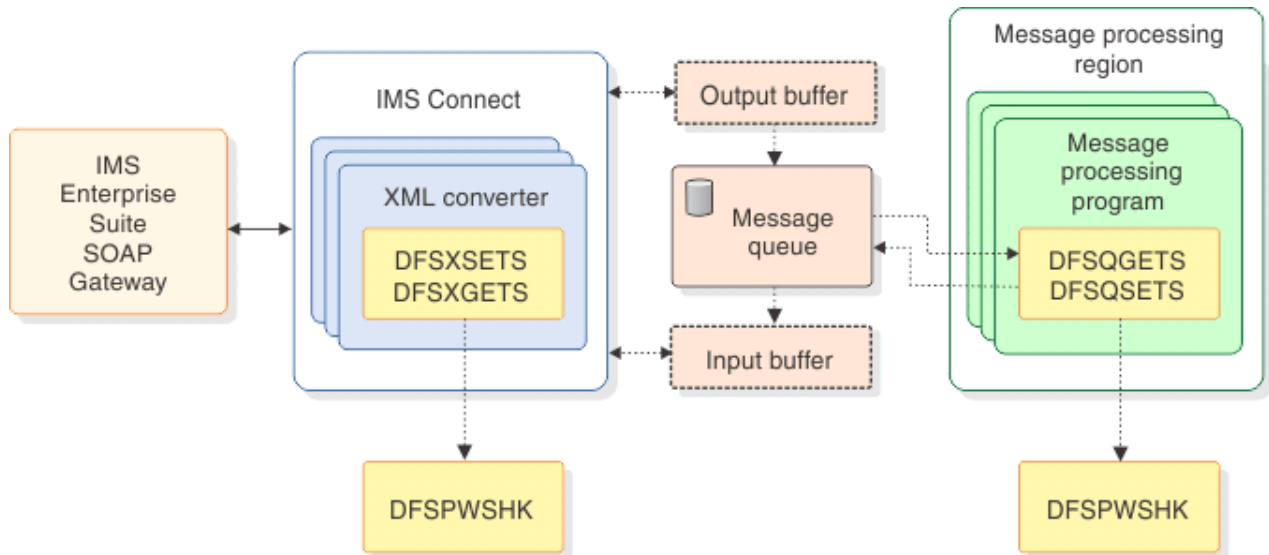 IMS
Enterprise
Suite
SOAP
Gateway
IMS Connect
XML converter
DFSXSETS
DFSXGETS
DFSPWSHK
Output buffer
Message
queue
Input buffer
Message processing
region
Message
processing
program
DFSQGETS
DFSQSETS
DFSPWSHK